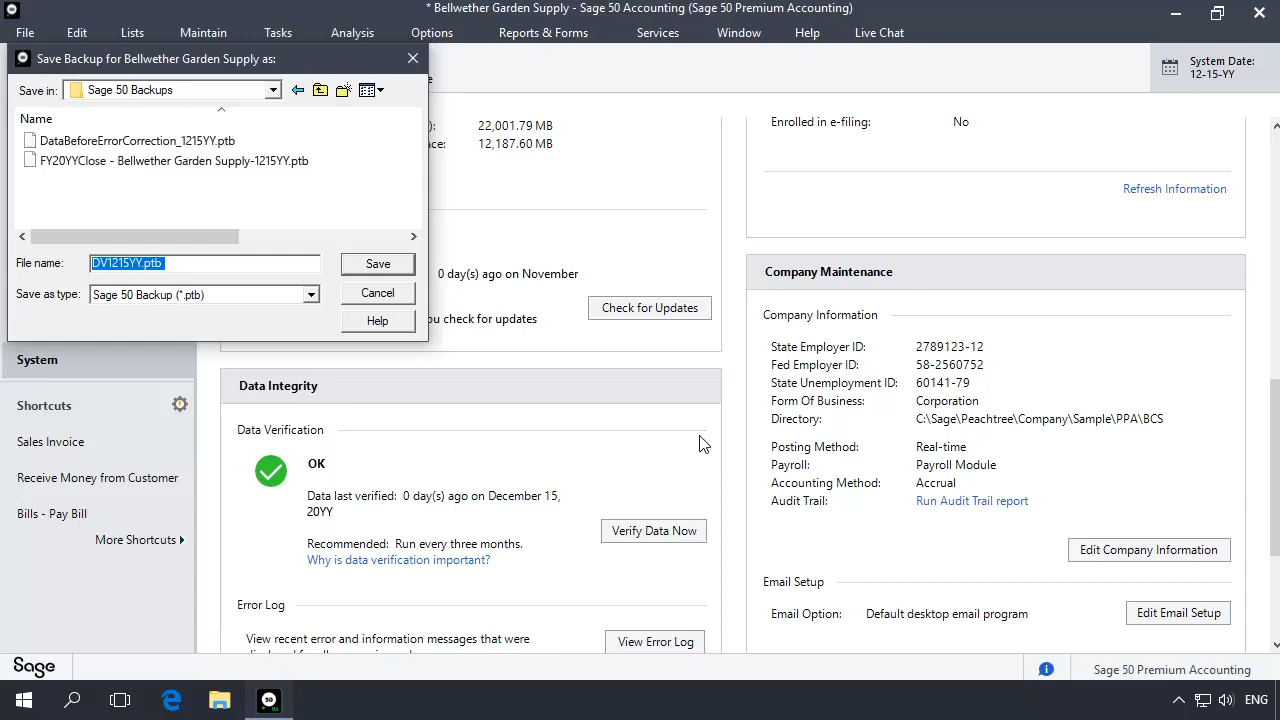 * Bellwether Garden Supply - Sage 50 Accounting (Sage 50 Premium Accounting)
File Edit Lists Maintain Tasks Analysis Options Reports & Forms Services Window Help Live Chat
Save Backup for Bellwether Garden Supply as:
System Date:
12-15-YY
Save in: Sage 50 Backups
Name
DataBeforeErrorCorrection_1215YY.ptb
FY20YYClose - Bellwether Garden Supply-1215YY.ptb
File name: DV1215YY.ptb
Save
Save as type: Sage 50 Backup (*.ptb)
Cancel
Help
): 22,001.79 MB
ace: 12,187.60 MB
0 day(s) ago on November
Check for Updates
ou check for updates
Enrolled in e-filing: No
Refresh Information
System
Shortcuts
Sales Invoice
Receive Money from Customer
Bills - Pay Bill
More Shortcuts
Data Integrity
Data Verification
OK
Data last verified: 0 day(s) ago on December 15,
20YY
Verify Data Now
Recommended: Run every three months.
Why is data verification important?
Error Log
View recent error and information messages that were
View Error Log
Company Maintenance
Company Information
State Employer ID: 2789123-12
Fed Employer ID: 58-2560752
State Unemployment ID: 60141-79
Form Of Business: Corporation
Directory: C:\Sage\Peachtree\Company\Sample\PPA\BCS
Posting Method: Real-time
Payroll: Payroll Module
Accounting Method: Accrual
Audit Trail: Run Audit Trail report
Edit Company Information
Email Setup
Email Option: Default desktop email program
Edit Email Setup
Sage
Sage 50 Premium Accounting
50
ENG